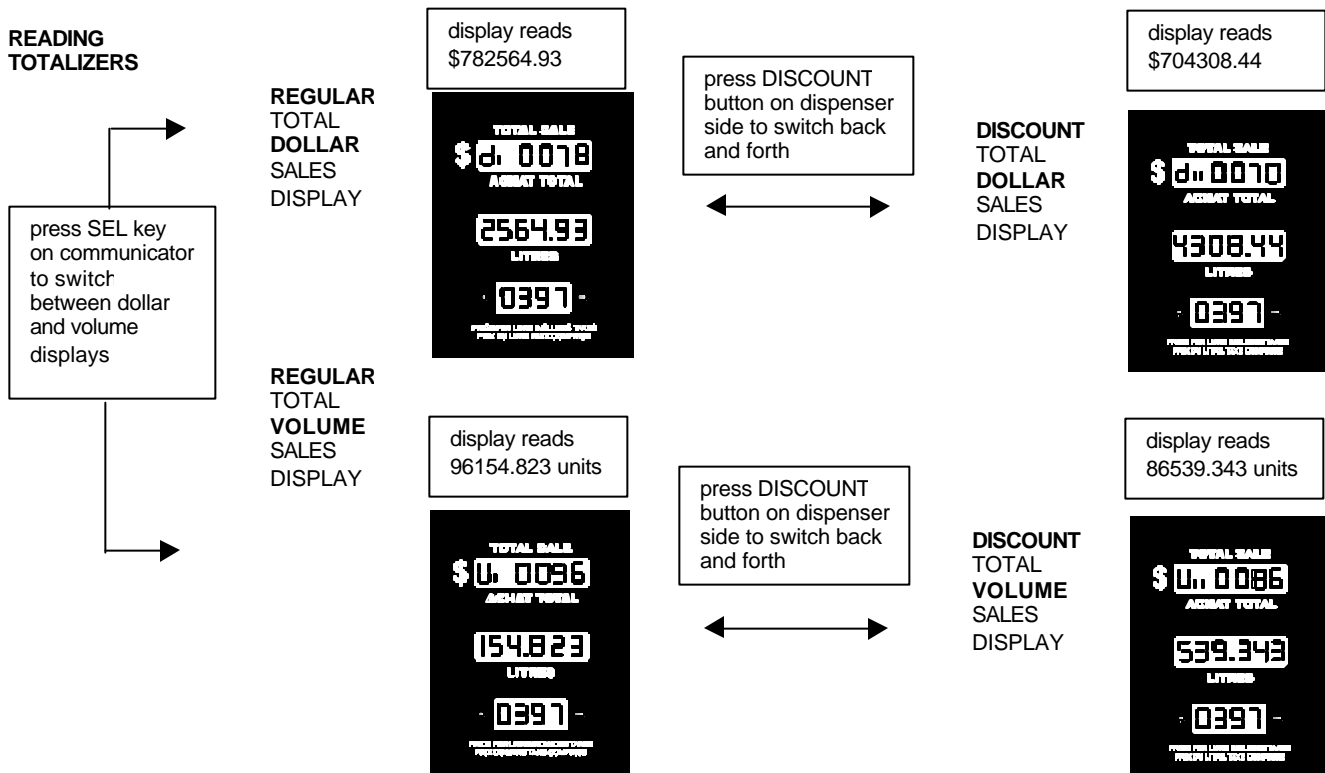 READING
TOTALIZERS
press SEL key
on communicator
to switch
between dollar
and volume
displays
REGULAR
TOTAL
DOLLAR
SALES
DISPLAY
display reads
$782564.93
TOTAL SALE
$ di 0078
ACHAT TOTAL
2564.93
LITRES
- 0397 -
press DISCOUNT
button on dispenser
side to switch back
and forth
DISCOUNT
TOTAL
DOLLAR
SALES
DISPLAY
display reads
$704308.44
TOTAL SALE
$ dii 0070
ACHAT TOTAL
4308.44
LITRES
- 0397 -
REGULAR
TOTAL
VOLUME
SALES
DISPLAY
display reads
96154.823 units
TOTAL SALE
$ Ui 0096
ACHAT TOTAL
154.823
LITRES
- 0397 -
press DISCOUNT
button on dispenser
side to switch back
and forth
DISCOUNT
TOTAL
VOLUME
SALES
DISPLAY
display reads
86539.343 units
TOTAL SALE
$ Uii 0086
ACHAT TOTAL
539.343
LITRES
- 0397 -